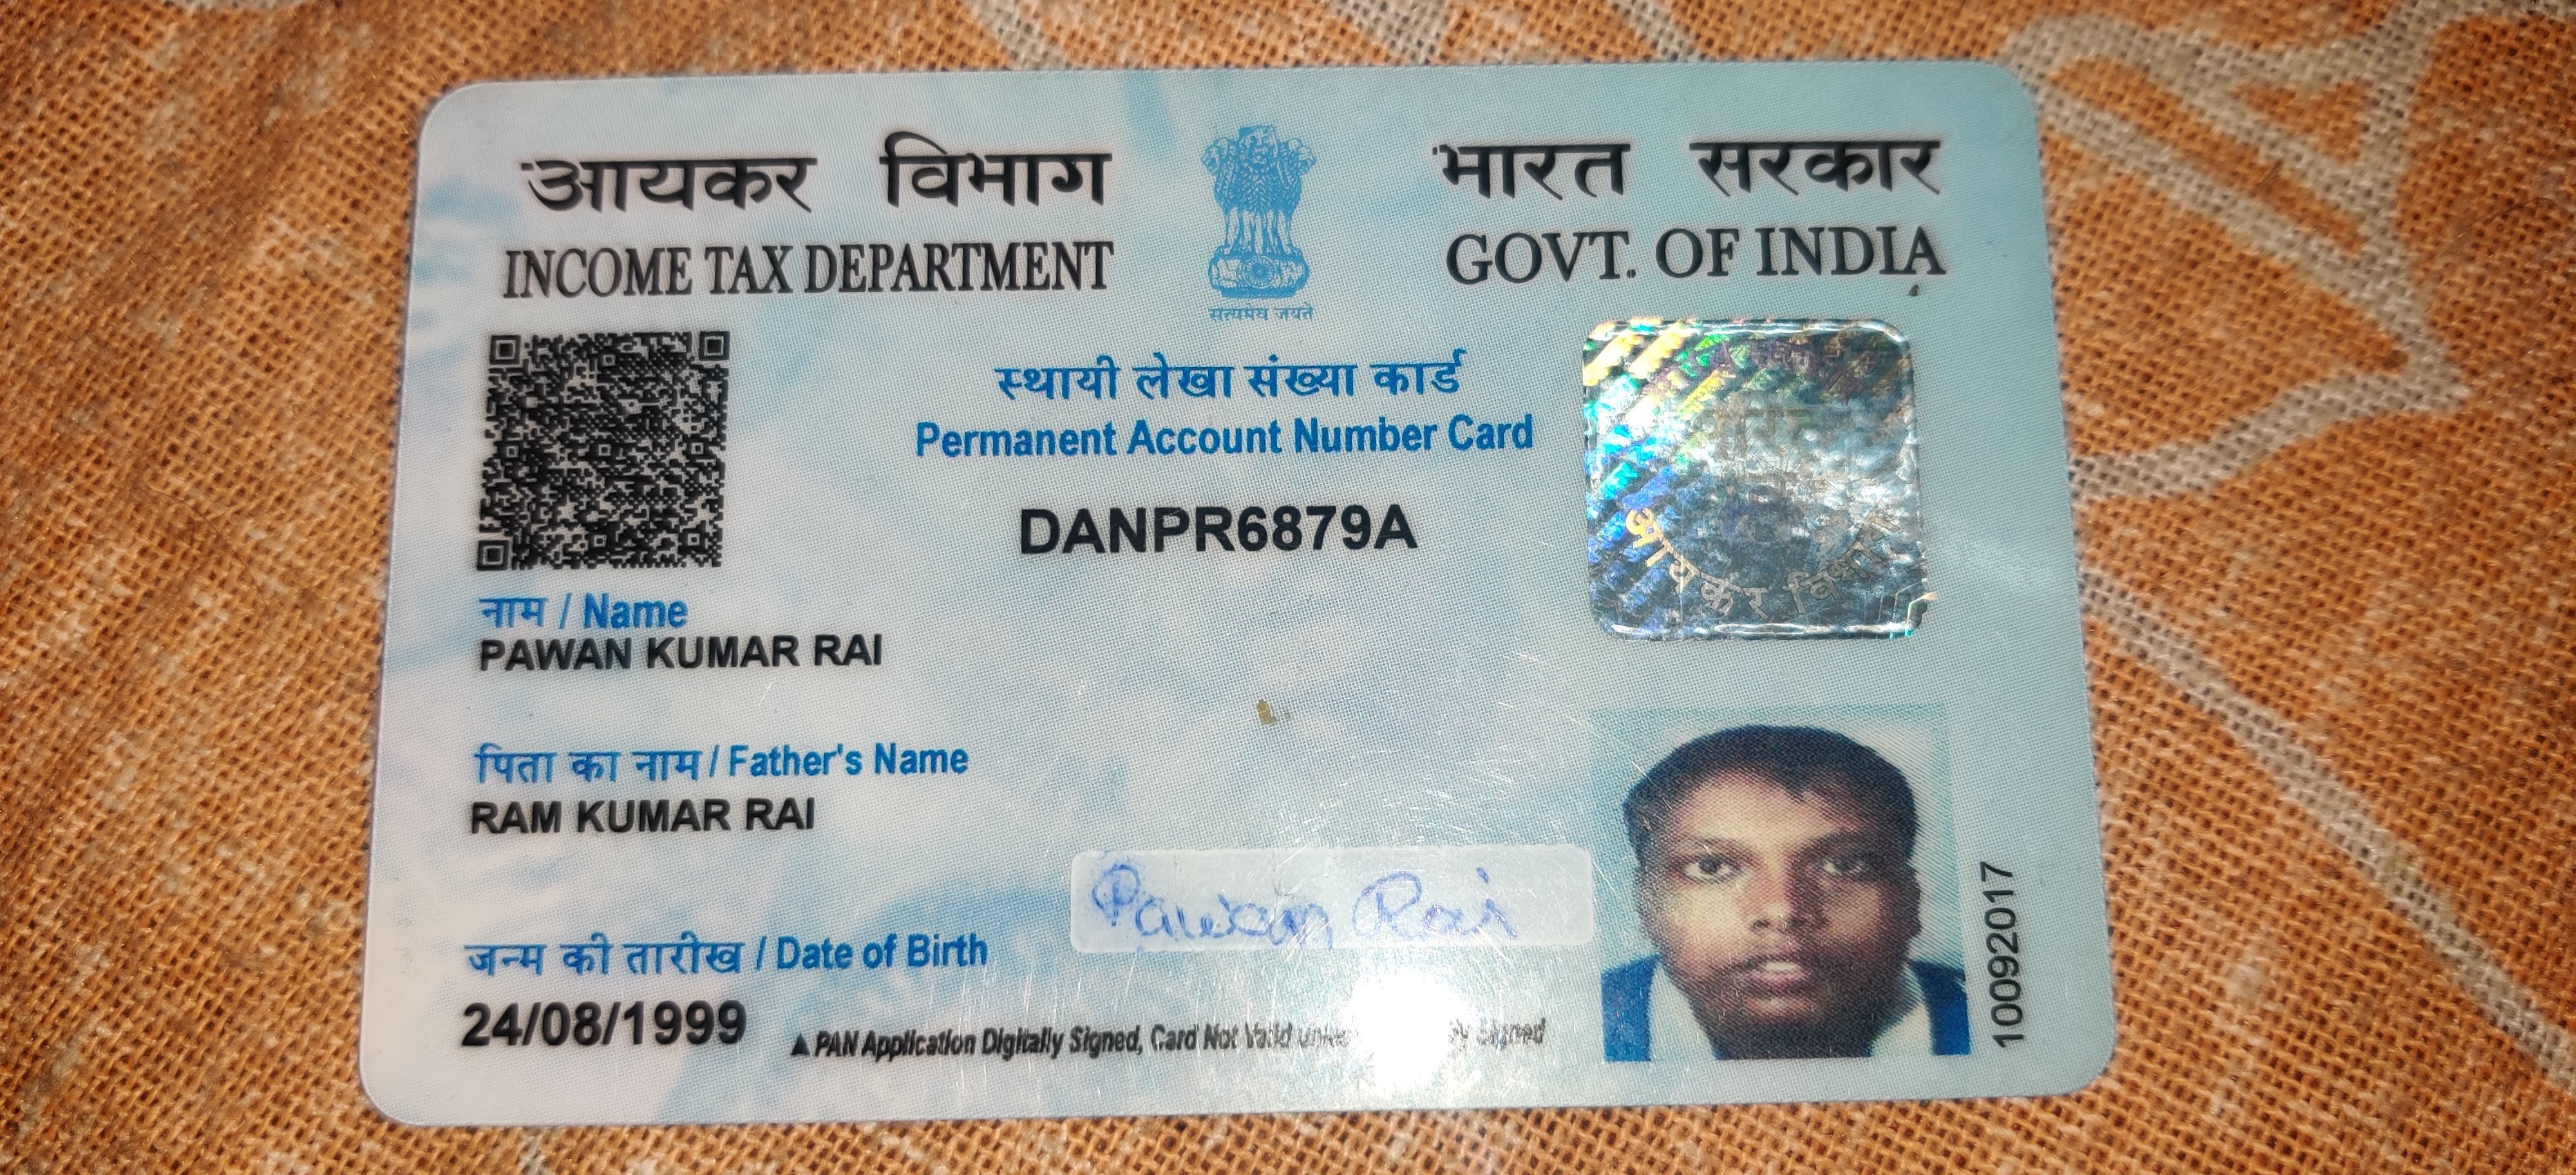 आयकर विभाग
INCOME TAX DEPARTMENT
सत्यमेव जयते
भारत सरकार
GOVT. OF INDIA
स्थायी लेखा संख्या कार्ड
Permanent Account Number Card
DANPR6879A
आयकर विभाग
नाम / Name
PAWAN KUMAR RAI
पिता का नाम / Father's Name
RAM KUMAR RAI
Pawan Rai
जन्म की तारीख / Date of Birth
24/08/1999
▲ PAN Application Digitally Signed, Card Not Valid Signed
10092017